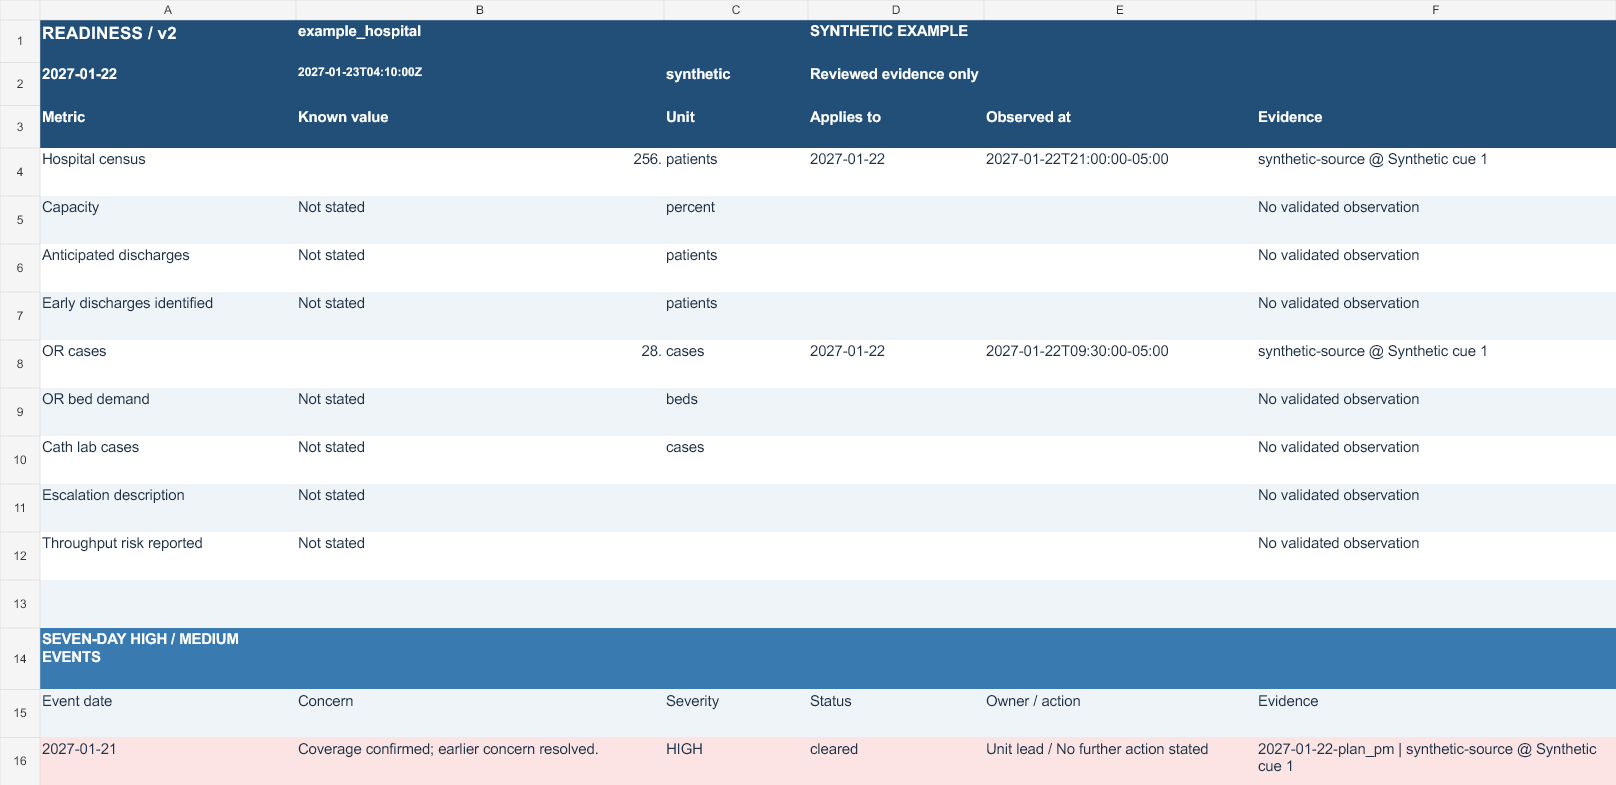 A B C D E F
1 READINESS / v2 example_hospital SYNTHETIC EXAMPLE
2 2027-01-22 2027-01-23T04:10:00Z synthetic Reviewed evidence only
3 Metric Known value Unit Applies to Observed at Evidence
4 Hospital census 256. patients 2027-01-22 2027-01-22T21:00:00-05:00 synthetic-source @ Synthetic cue 1
5 Capacity Not stated percent No validated observation
6 Anticipated discharges Not stated patients No validated observation
7 Early discharges identified Not stated patients No validated observation
8 OR cases 28. cases 2027-01-22 2027-01-22T09:30:00-05:00 synthetic-source @ Synthetic cue 1
9 OR bed demand Not stated beds No validated observation
10 Cath lab cases Not stated cases No validated observation
11 Escalation description Not stated No validated observation
12 Throughput risk reported Not stated No validated observation
13
14 SEVEN-DAY HIGH / MEDIUM
EVENTS
15 Event date Concern Severity Status Owner / action Evidence
16 2027-01-21 Coverage confirmed; earlier concern resolved. HIGH cleared Unit lead / No further action stated 2027-01-22-plan_pm | synthetic-source @ Synthetic
cue 1